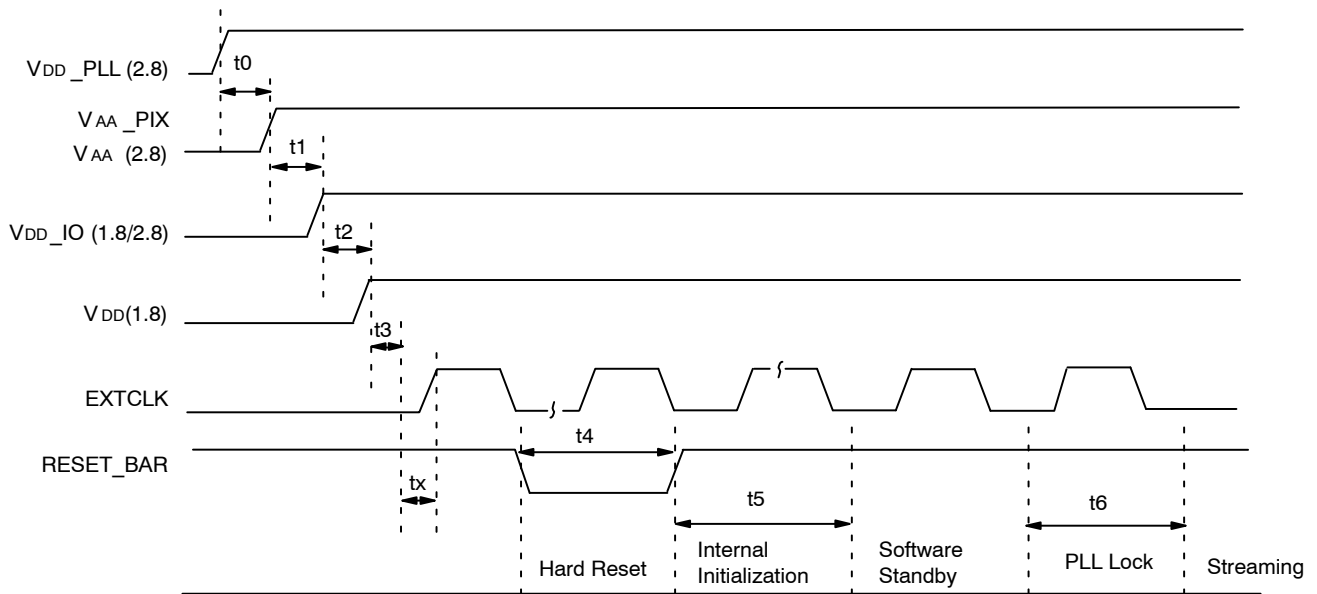 VDD_PLL (2.8)
t0
VAA_PIX
VAA (2.8)
t1
VDD_IO (1.8/2.8)
t2
VDD(1.8)
t3
EXTCLK
t4
RESET_BAR
tx
t5
t6
Hard Reset
Internal
Initialization
Software
Standby
PLL Lock
Streaming